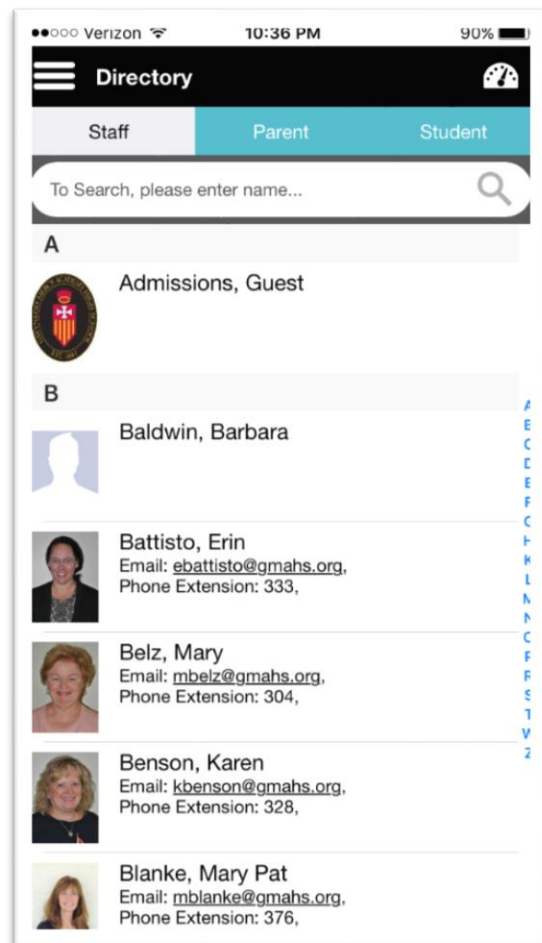 Verizon 10:36 PM 90%
Directory
Staff Parent Student
To Search, please enter name...
A
Admissions, Guest
B
Baldwin, Barbara
Battisto, Erin
Email: ebattisto@gmahs.org,
Phone Extension: 333,
Belz, Mary
Email: mbelz@gmahs.org,
Phone Extension: 304,
Benson, Karen
Email: kbenson@gmahs.org,
Phone Extension: 328,
Blanke, Mary Pat
Email: mblanke@gmahs.org,
Phone Extension: 376,